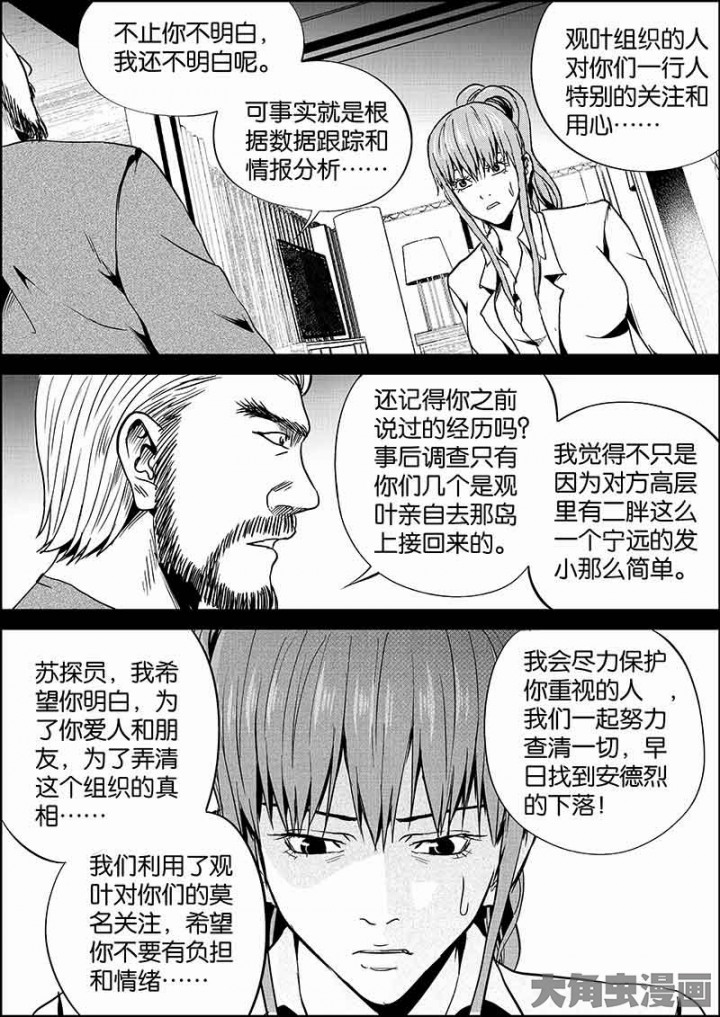 不止你不明白，
我还不明白呢。
可事实就是根
据数据跟踪和
情报分析······
观叶组织的人
对你们一行人
特别的关注和
用心······
还记得你之前
说过的经历吗？
事后调查只有
你们几个是观
叶亲自去那岛
上接回来的。
我觉得不只是
因为对方高层
里有二胖这么
一个宁远的发
小那么简单。
苏探员，我希
望你明白，为
了你爱人和朋
友，为了弄清
这个组织的真
相······
我们利用了观
叶对你们的莫
名关注，希望
你不要有负担
和情绪······
我会尽力保护
你重视的人，
我们一起努力
查清一切，早
日找到安德烈
的下落！
大角虫漫画